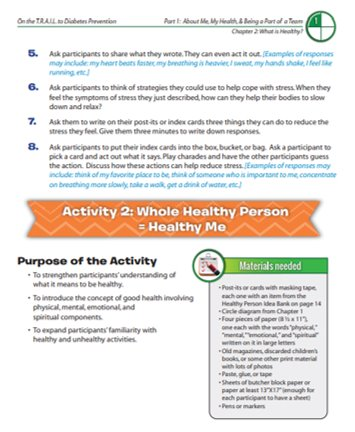 On the T.R.A.I.L. to Diabetes Prevention
Part 1: About Me, My Health, & Being a Part of a Team
1
Chapter 2: What is Healthy?
5. Ask participants to share what they wrote. They can even act it out. [Examples of responses
may include: my heart beats faster, my breathing is heavier, I sweat, my hands shake, I feel like
running, etc.]
6. Ask participants to think of strategies they could use to help cope with stress. When they
feel the symptoms of stress they just described, how can they help their bodies to slow
down and relax?
7. Ask them to write on their post-its or index cards three things they can do to reduce the
stress they feel. Give them three minutes to write down responses.
8. Ask participants to put their index cards into the box, bucket, or bag. Ask a participant to
pick a card and act out what it says. Play charades and have the other participants guess
the action. Discuss how these actions can help reduce stress. [Examples of responses may
include: think of my favorite place to be, think of someone who is important to me, concentrate
on breathing more slowly, take a walk, get a drink of water, etc.]
Activity 2: Whole Healthy Person
= Healthy Me
Purpose of the Activity
• To strengthen participants' understanding of
what it means to be healthy.
• To introduce the concept of good health involving
physical, mental, emotional, and
spiritual components.
• To expand participants' familiarity with
healthy and unhealthy activities.
Materials needed
• Post-its or cards with masking tape,
each one with an item from the
Healthy Person Idea Bank on page 14
• Circle diagram from Chapter 1
• Four pieces of paper (8 ½ x 11"),
one each with the words "physical,"
"mental," "emotional," and "spiritual"
written on it in large letters
• Old magazines, discarded children's
books, or some other print material
with lots of photos
• Paste, glue, or tape
• Sheets of butcher block paper or
paper at least 13"X17" (enough for
each participant to have a sheet)
• Pens or markers